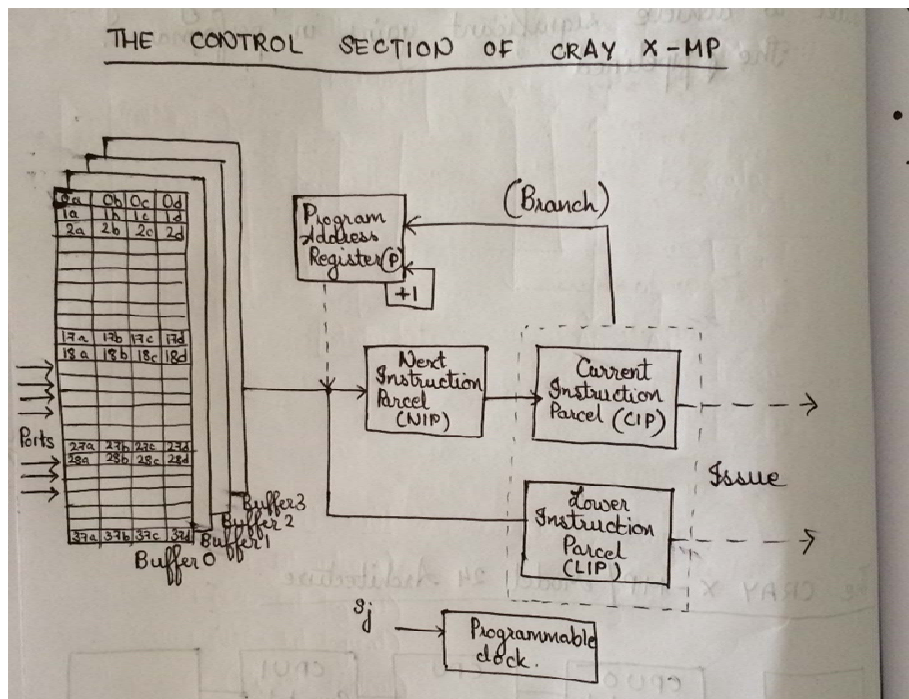 THE CONTROL SECTION OF CRAY X-MP
0a 0b 0c 0d
1a 1b 1c 1d
2a 2b 2c 2d
17a 17b 17c 17d
18a 18b 18c 18d
27a 27b 27c 27d
28a 28b 28c 28d
37a 37b 37c 37d
Ports
Buffer 0
Buffer 1
Buffer 2
Buffer3
Program
Address
Register (P)
+1
(Branch)
Next
Instruction
Parcel
(NIP)
Current
Instruction
Parcel (CIP)
Issue
Lower
Instruction
Parcel
(LIP)
Sj
Programmable
clock.